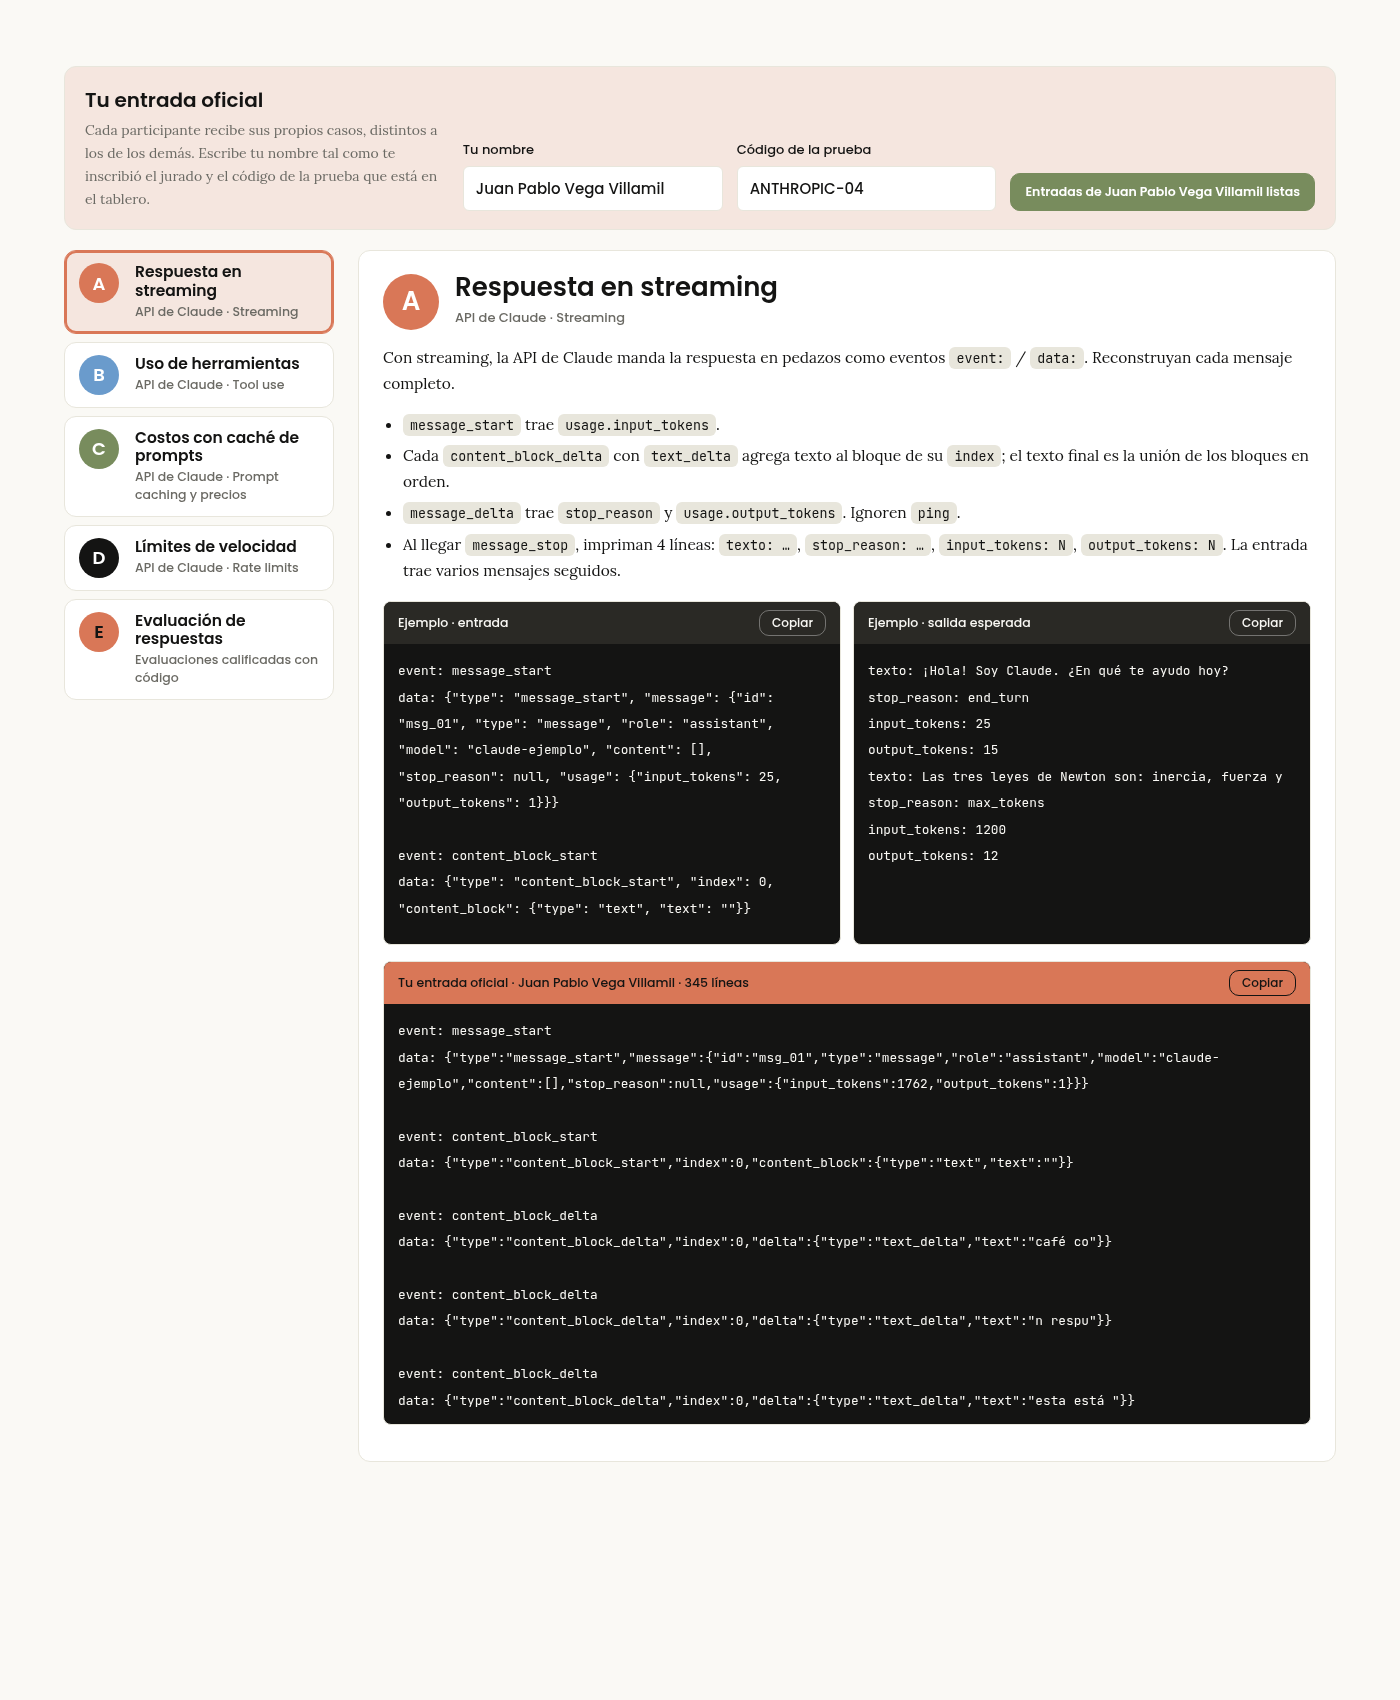 Tu entrada oficial
Cada participante recibe sus propios casos, distintos a
los de los demás. Escribe tu nombre tal como te
inscribió el jurado y el código de la prueba que está en
el tablero.
Tu nombre
Juan Pablo Vega Villamil
Código de la prueba
ANTHROPIC-04
Entradas de Juan Pablo Vega Villamil listas
A
Respuesta en
streaming
API de Claude · Streaming
B
Uso de herramientas
API de Claude · Tool use
C
Costos con caché de
prompts
API de Claude · Prompt
caching y precios
D
Límites de velocidad
API de Claude · Rate limits
E
Evaluación de
respuestas
Evaluaciones calificadas con
código
A
Respuesta en streaming
API de Claude · Streaming
Con streaming, la API de Claude manda la respuesta en pedazos como eventos event: / data: . Reconstruyan cada mensaje
completo.
• message_start trae usage.input_tokens.
• Cada content_block_delta con text_delta agrega texto al bloque de su index; el texto final es la unión de los bloques en
orden.
• message_delta trae stop_reason y usage.output_tokens. Ignoren ping.
• Al llegar message_stop, impriman 4 líneas: texto: …, stop_reason: …, input_tokens: N, output_tokens: N. La entrada
trae varios mensajes seguidos.
Ejemplo · entrada
Copiar
event: message_start
data: {"type": "message_start", "message": {"id":
"msg_01", "type": "message", "role": "assistant",
"model": "claude-ejemplo", "content": [],
"stop_reason": null, "usage": {"input_tokens": 25,
"output_tokens": 1}}}
event: content_block_start
data: {"type": "content_block_start", "index": 0,
"content_block": {"type": "text", "text": ""}}
Ejemplo · salida esperada
Copiar
texto: ¡Hola! Soy Claude. ¿En qué te ayudo hoy?
stop_reason: end_turn
input_tokens: 25
output_tokens: 15
texto: Las tres leyes de Newton son: inercia, fuerza y
stop_reason: max_tokens
input_tokens: 1200
output_tokens: 12
Tu entrada oficial · Juan Pablo Vega Villamil · 345 líneas
Copiar
event: message_start
data: {"type":"message_start","message":{"id":"msg_01","type":"message","role":"assistant","model":"claude-
ejemplo","content":[],"stop_reason":null,"usage":{"input_tokens":1762,"output_tokens":1}}}
event: content_block_start
data: {"type":"content_block_start","index":0,"content_block":{"type":"text","text":""}}
event: content_block_delta
data: {"type":"content_block_delta","index":0,"delta":{"type":"text_delta","text":"café co"}}
event: content_block_delta
data: {"type":"content_block_delta","index":0,"delta":{"type":"text_delta","text":"n respu"}}
event: content_block_delta
data: {"type":"content_block_delta","index":0,"delta":{"type":"text_delta","text":"esta está "}}